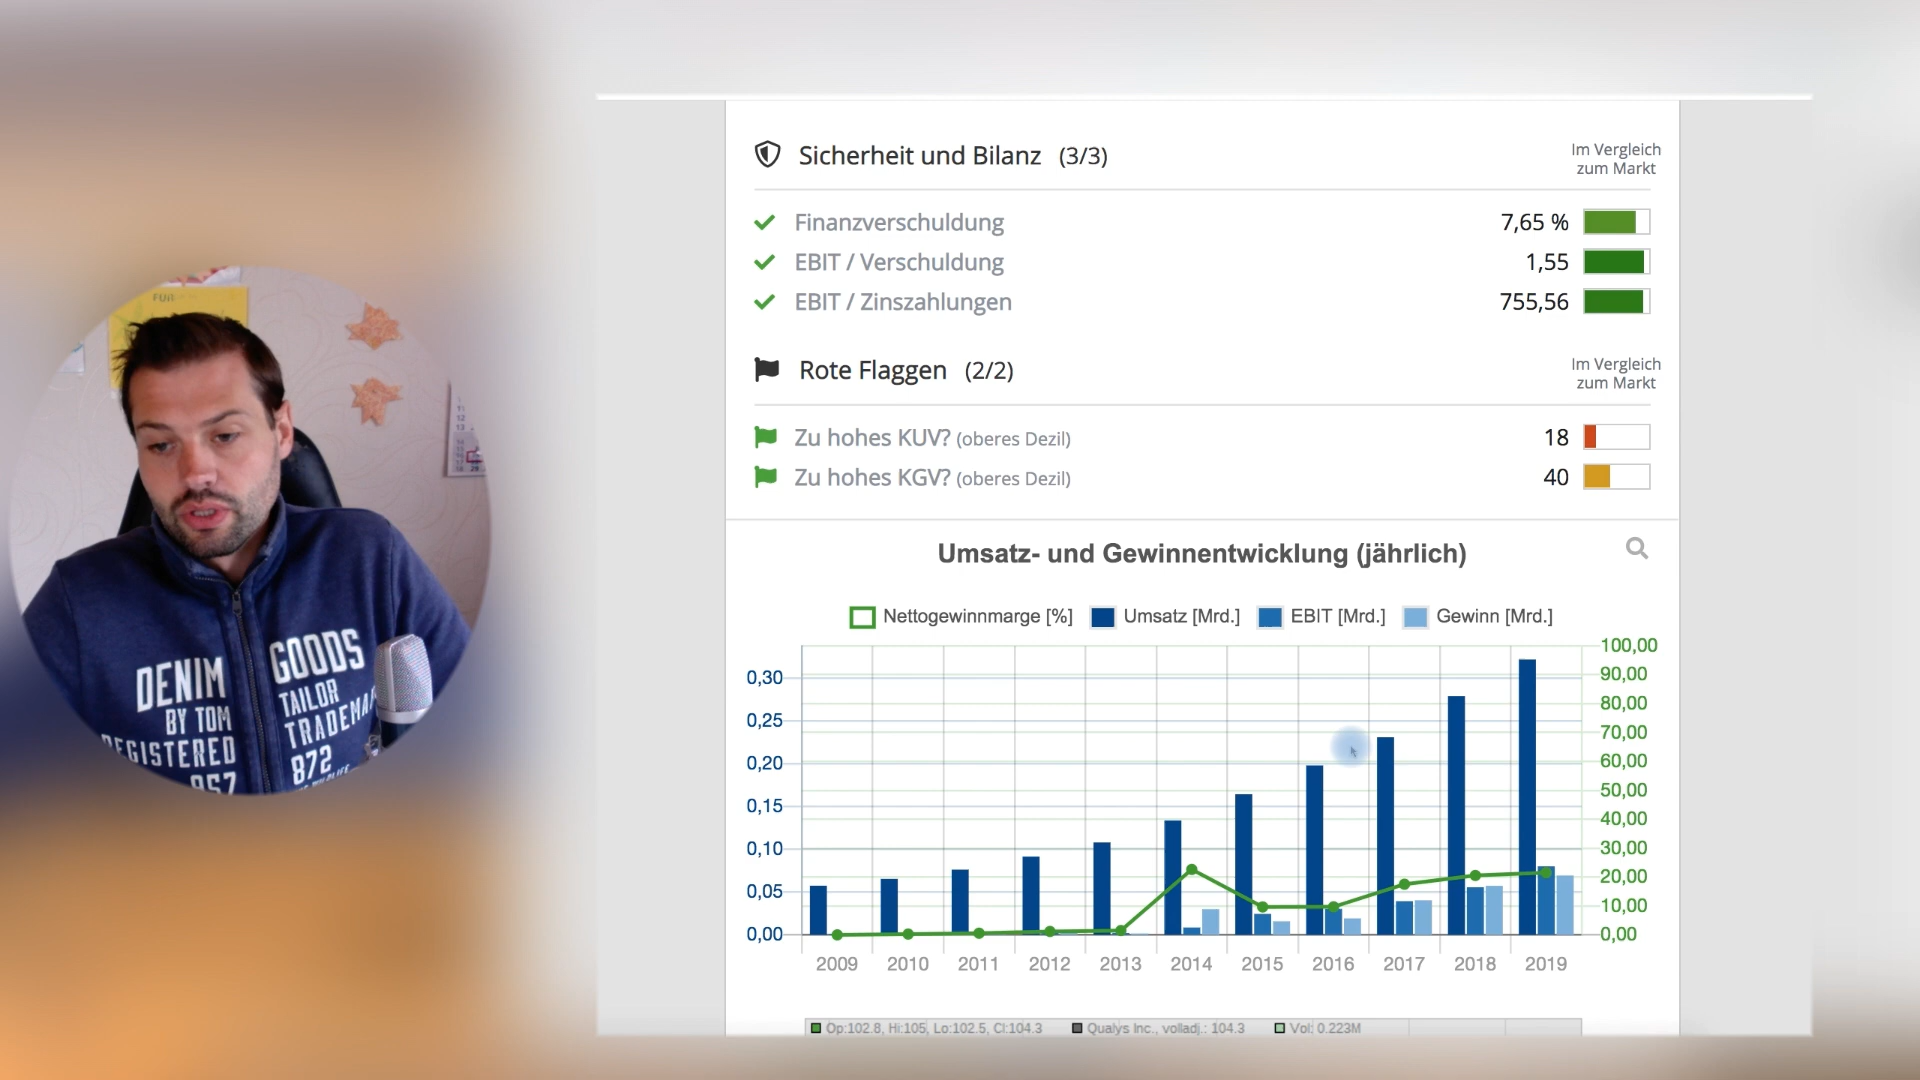 Sicherheit und Bilanz (3/3)
Im Vergleich
zum Markt
Finanzverschuldung 7,65 %
EBIT / Verschuldung 1,55
EBIT / Zinszahlungen 755,56
Rote Flaggen (2/2)
Im Vergleich
zum Markt
Zu hohes KUV? (oberes Dezil) 18
Zu hohes KGV? (oberes Dezil) 40
Umsatz- und Gewinnentwicklung (jährlich)
Nettogewinnmarge [%] Umsatz [Mrd.] EBIT [Mrd.] Gewinn [Mrd.]
0,30
0,25
0,20
0,15
0,10
0,05
0,00
100,00
90,00
80,00
70,00
60,00
50,00
40,00
30,00
20,00
10,00
0,00
2009 2010 2011 2012 2013 2014 2015 2016 2017 2018 2019
Op:102.8, Hi:105, Lo:102.5, Cl:104.3 Qualys Inc., volladj.: 104.3 Vol: 0.223M
DENIM
BY TOM
REGISTERED
957
GOODS
TAILOR
TRADEMA
872